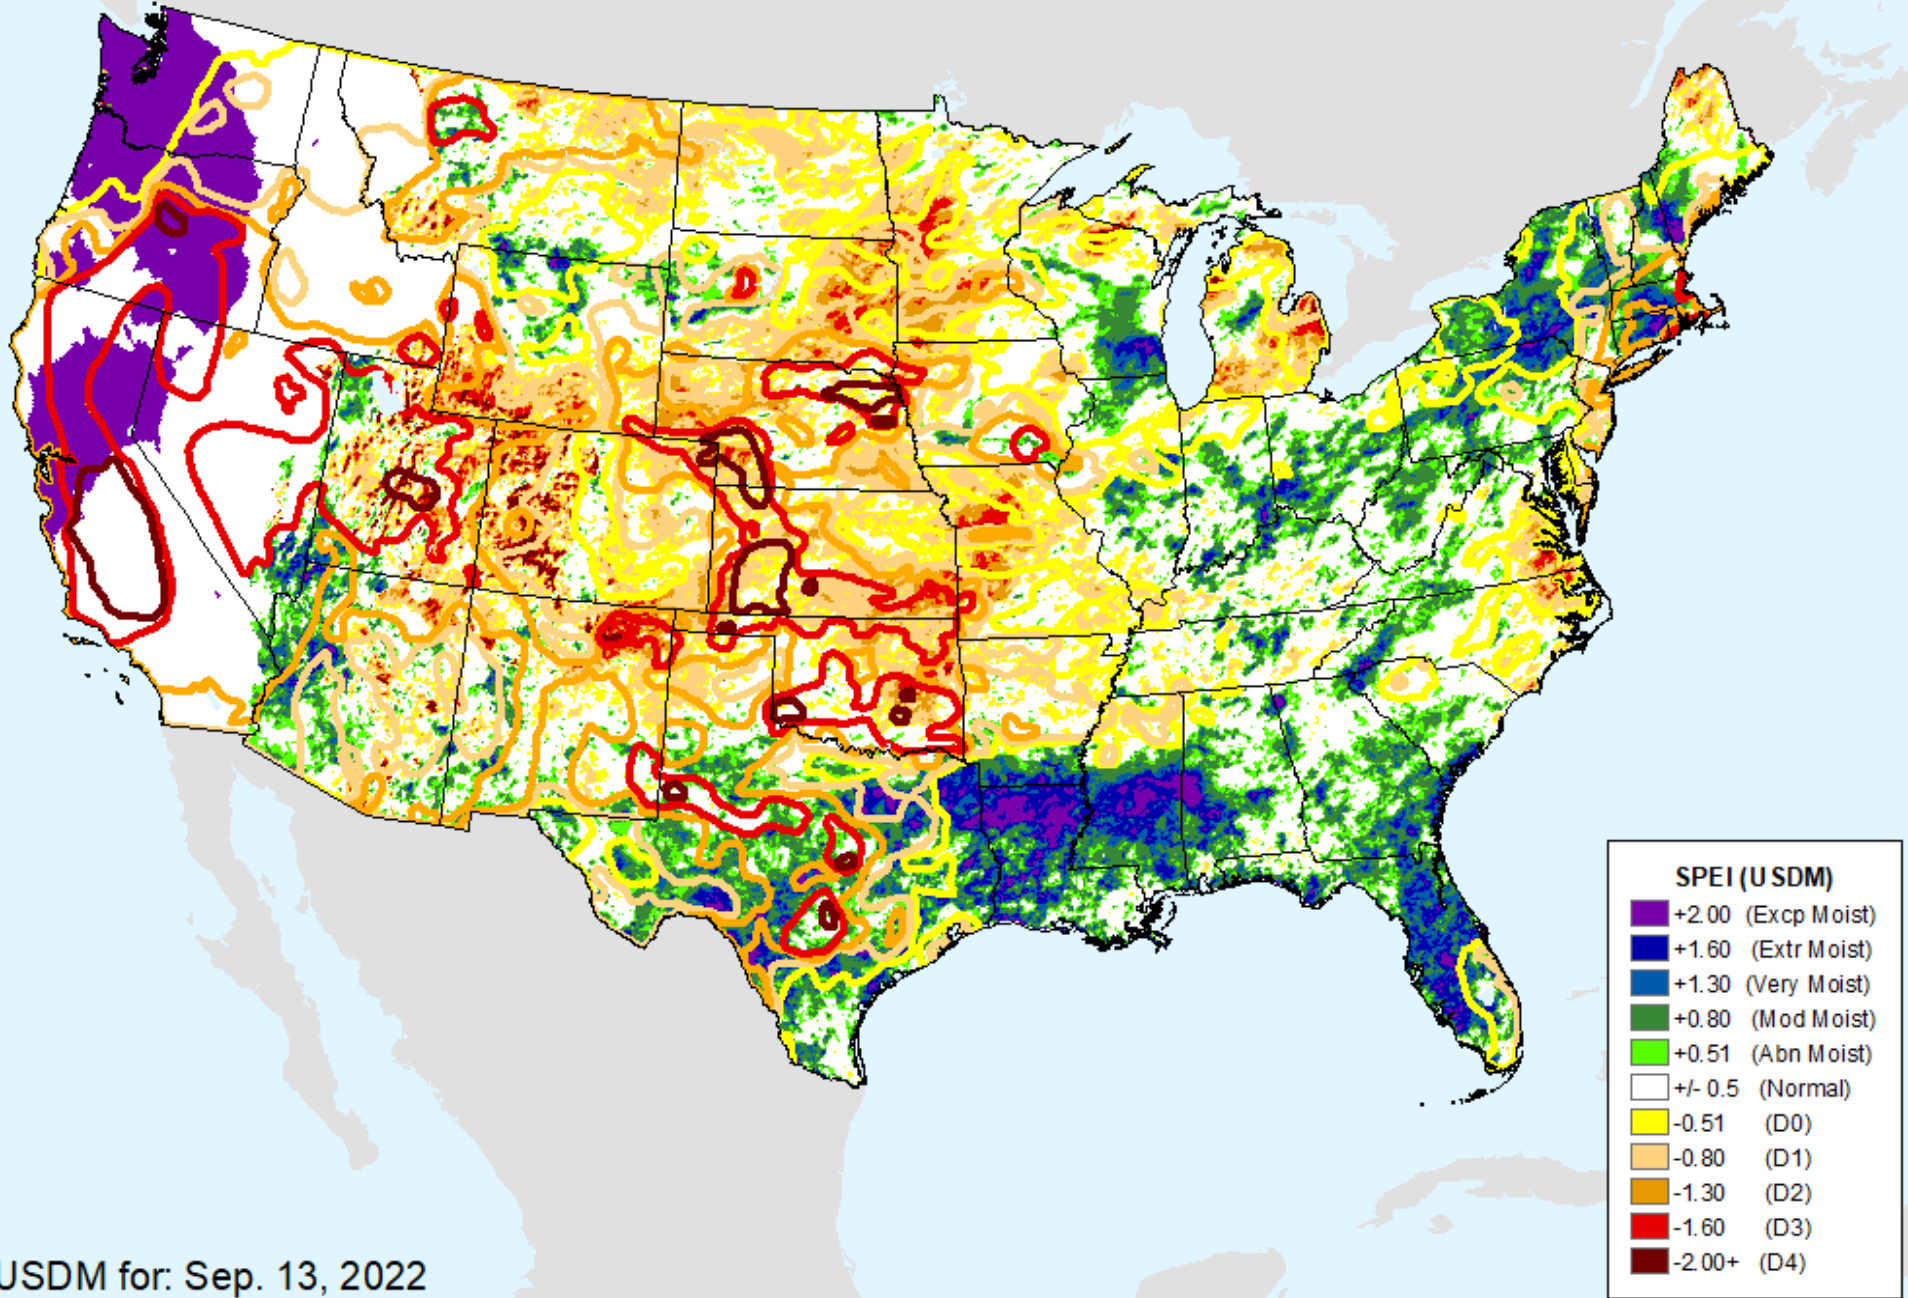 SPEI (USDM)
+2.00 (Excp Moist)
+1.60 (Extr Moist)
+1.30 (Very Moist)
+0.80 (Mod Moist)
+0.51 (Abn Moist)
+/- 0.5 (Normal)
-0.51 (D0)
-0.80 (D1)
-1.30 (D2)
-1.60 (D3)
-2.00+ (D4)
USDM for: Sep. 13, 2022